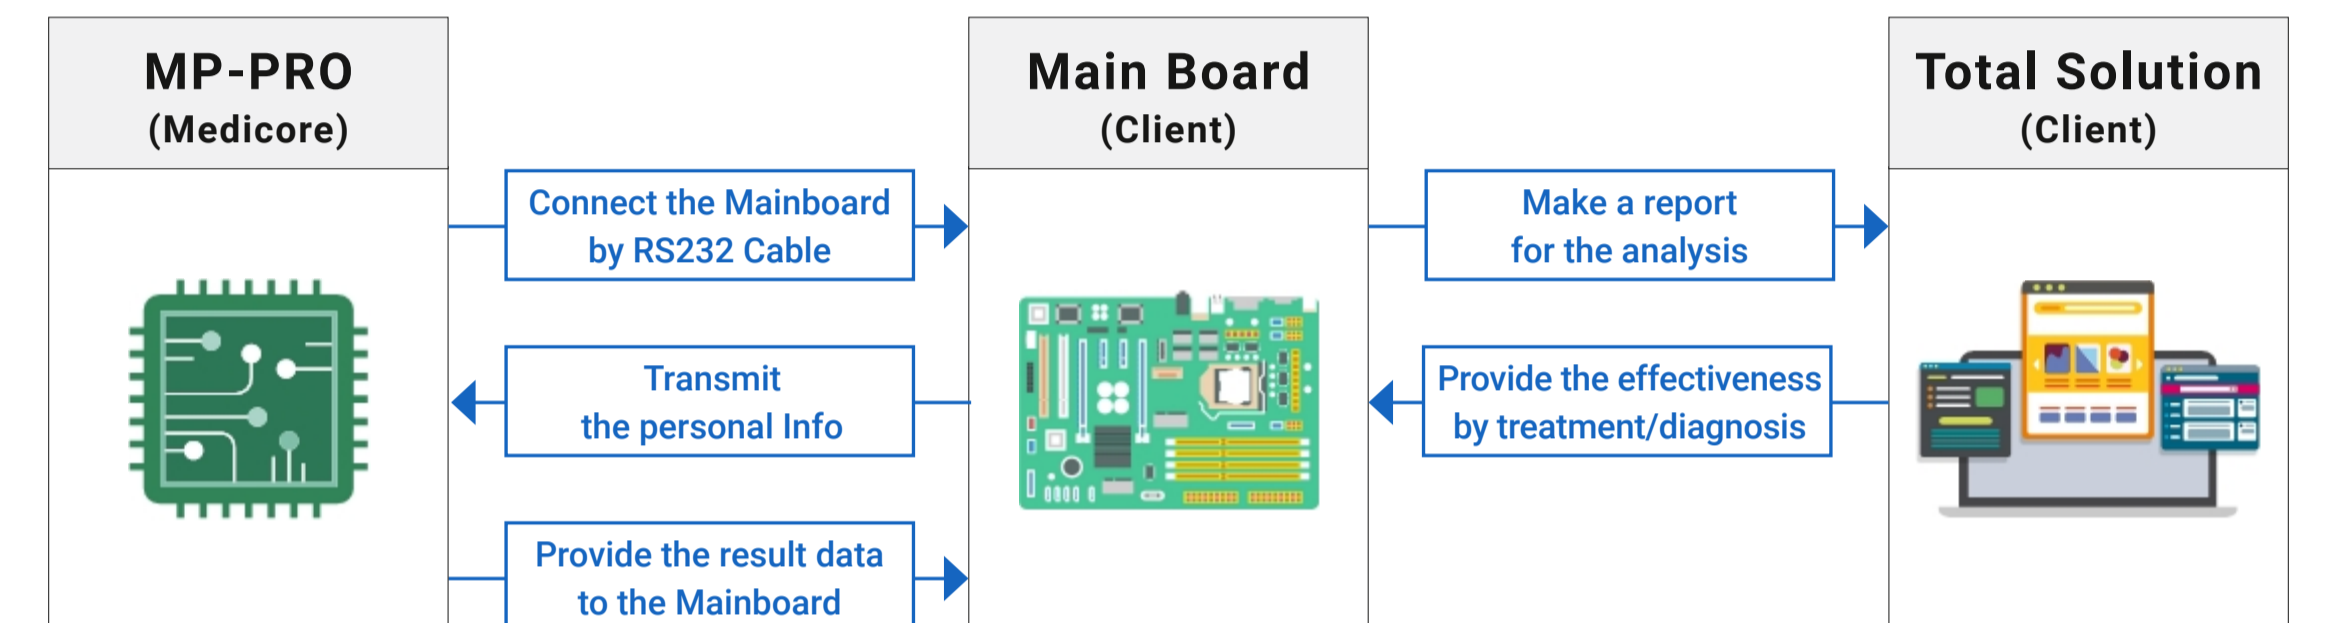 MP-PRO
(Medicore)
Main Board
(Client)
Total Solution
(Client)
Connect the Mainboard
by RS232 Cable
Make a report
for the analysis
Transmit
the personal Info
Provide the effectiveness
by treatment/diagnosis
Provide the result data
to the Mainboard